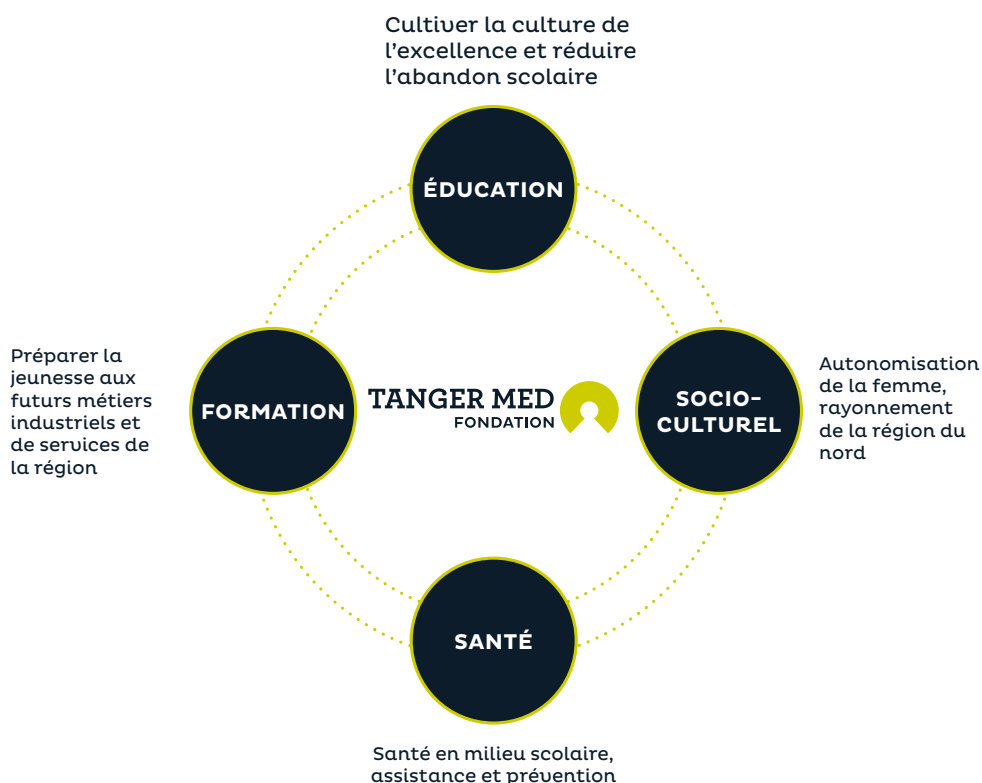 Cultiver la culture de
l'excellence et réduire
l'abandon scolaire
ÉDUCATION
Préparer la
jeunesse aux
futurs métiers
industriels et
de services de
la région
FORMATION
TANGER MED
FONDATION
SOCIO-
CULTUREL
Autonomisation
de la femme,
rayonnement
de la région du
nord
SANTÉ
Santé en milieu scolaire,
assistance et prévention